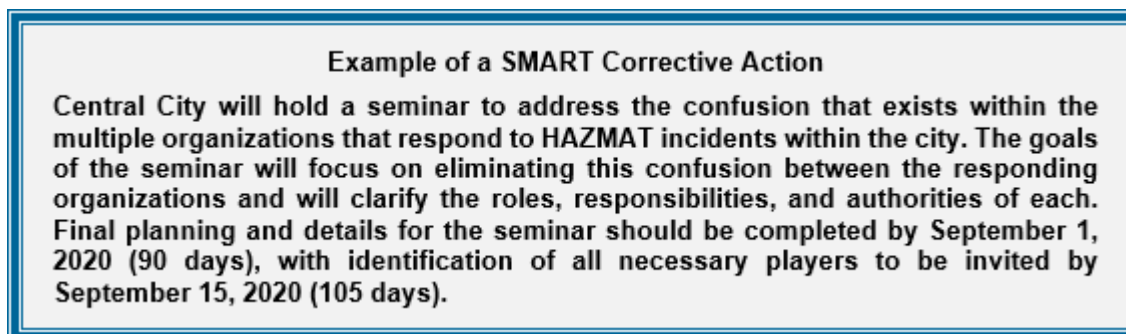 Example of a SMART Corrective Action
Central City will hold a seminar to address the confusion that exists within the
multiple organizations that respond to HAZMAT incidents within the city. The goals
of the seminar will focus on eliminating this confusion between the responding
organizations and will clarify the roles, responsibilities, and authorities of each.
Final planning and details for the seminar should be completed by September 1,
2020 (90 days), with identification of all necessary players to be invited by
September 15, 2020 (105 days).